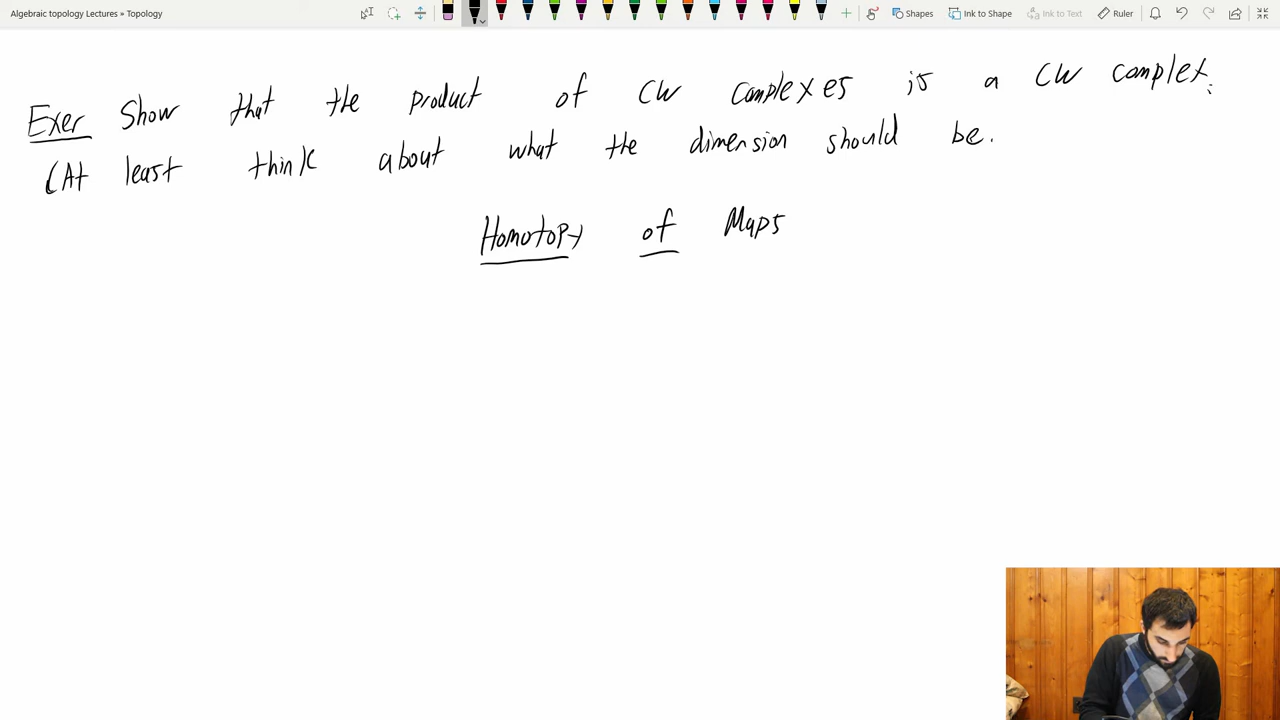 Algebraic topology Lectures » Topology
Shapes
Ink to Shape
Ink to Text
Ruler
Exer Show that the product of CW complexes is a CW complex.
(At least think about what the dimension should be.
Homotopy of Maps